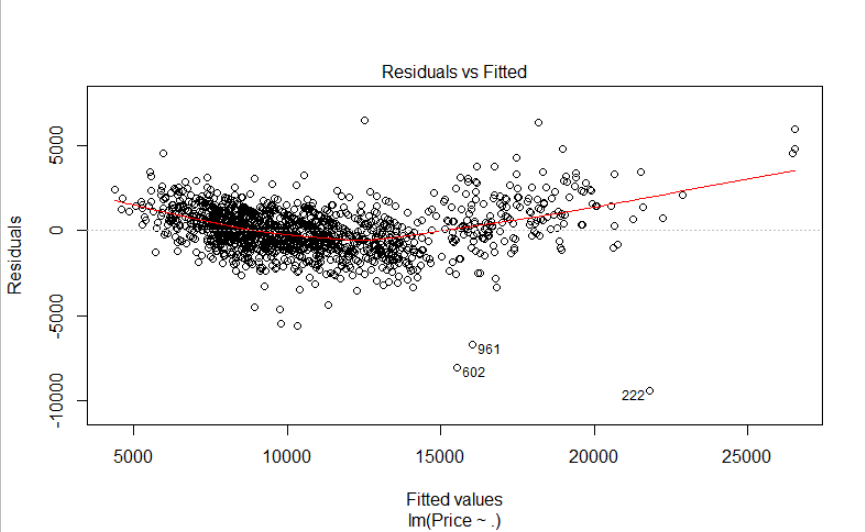 Residuals vs Fitted
5000
0
-5000
-10000
Residuals
961
602
222
5000 10000 15000 20000 25000
Fitted values
lm(Price ~ .)